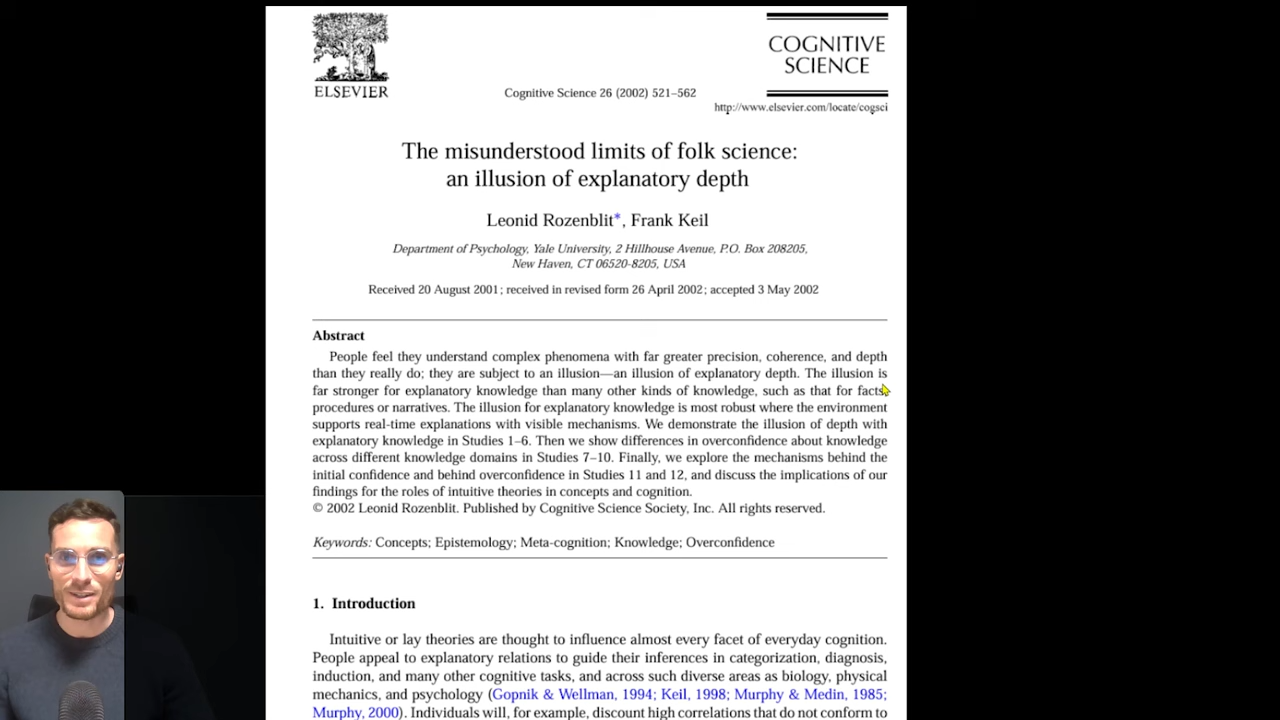 ELSEVIER
COGNITIVE
SCIENCE
Cognitive Science 26 (2002) 521–562
http://www.elsevier.com/locate/cogsci
The misunderstood limits of folk science:
an illusion of explanatory depth
Leonid Rozenblit*, Frank Keil
Department of Psychology, Yale University, 2 Hillhouse Avenue, P.O. Box 208205,
New Haven, CT 06520-8205, USA
Received 20 August 2001; received in revised form 26 April 2002; accepted 3 May 2002
Abstract
People feel they understand complex phenomena with far greater precision, coherence, and depth
than they really do; they are subject to an illusion—an illusion of explanatory depth. The illusion is
far stronger for explanatory knowledge than many other kinds of knowledge, such as that for facts,
procedures or narratives. The illusion for explanatory knowledge is most robust where the environment
supports real-time explanations with visible mechanisms. We demonstrate the illusion of depth with
explanatory knowledge in Studies 1–6. Then we show differences in overconfidence about knowledge
across different knowledge domains in Studies 7–10. Finally, we explore the mechanisms behind the
initial confidence and behind overconfidence in Studies 11 and 12, and discuss the implications of our
findings for the roles of intuitive theories in concepts and cognition.
© 2002 Leonid Rozenblit. Published by Cognitive Science Society, Inc. All rights reserved.
Keywords: Concepts; Epistemology; Meta-cognition; Knowledge; Overconfidence
1. Introduction
Intuitive or lay theories are thought to influence almost every facet of everyday cognition.
People appeal to explanatory relations to guide their inferences in categorization, diagnosis,
induction, and many other cognitive tasks, and across such diverse areas as biology, physical
mechanics, and psychology (Gopnik & Wellman, 1994; Keil, 1998; Murphy & Medin, 1985;
Murphy, 2000). Individuals will, for example, discount high correlations that do not conform to